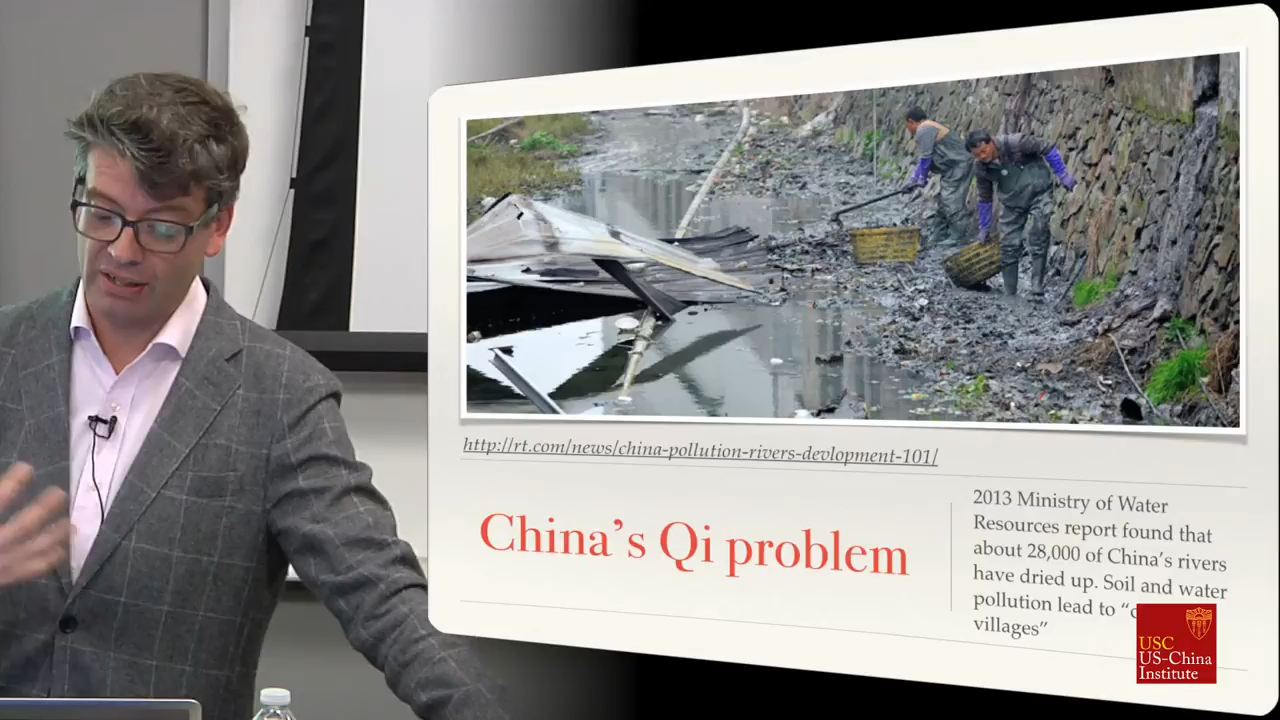 http://rt.com/news/china-pollution-rivers-devlopment-101/
China's Qi problem
2013 Ministry of Water
Resources report found that
about 28,000 of China's rivers
have dried up. Soil and water
pollution lead to
villages"
USC
US-China
Institute